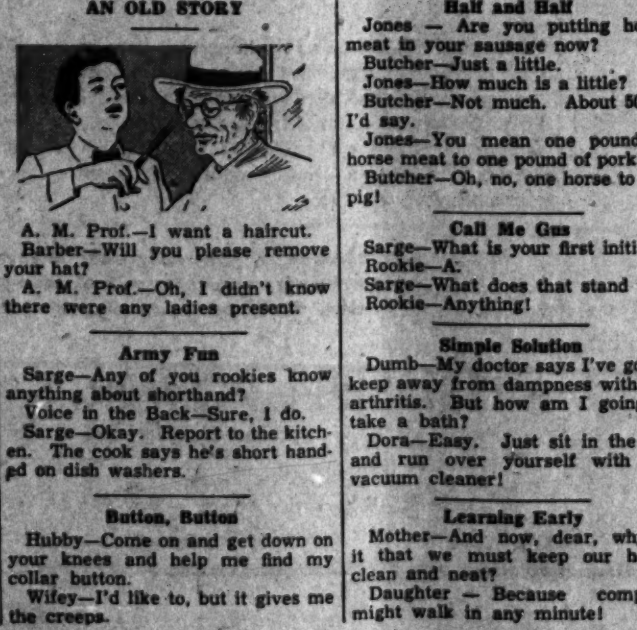 AN OLD STORY
A. M. Prof.—I want a haircut.
Barber—Will you please remove
your hat?
A. M. Prof.—Oh, I didn't know
there were any ladies present.
Army Fun
Sarge—Any of you rookies know
anything about shorthand?
Voice in the Back—Sure, I do.
Sarge—Okay. Report to the kitch-
en. The cook says he's short hand-
ed on dish washers.
Button, Button
Hubby—Come on and get down on
your knees and help me find my
collar button.
Wifey—I'd like to, but it gives me
the creeps.
Half and Half
Jones — Are you putting
meat in your sausage now?
Butcher—Just a little.
Jones—How much is a little?
Butcher—Not much. About
I'd say.
Jones—You mean one pound
horse meat to one pound of pork
Butcher—Oh, no, one horse to
pig!
Call Me Gus
Sarge—What is your first
Rookie—A.
Sarge—What does that stand
Rookie—Anything!
Simple Solution
Dumb—My doctor says I've
keep away from dampness with
arthritis. But how am I
take a bath?
Dora—Easy. Just sit in the
and run over yourself with
vacuum cleaner!
Learning Early
Mother—And now, dear,
it that we must keep our
clean and neat?
Daughter — Because
might walk in any minute!